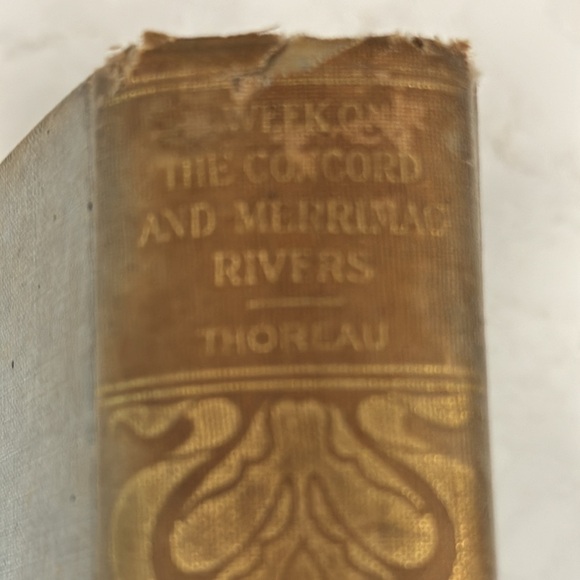 A WEEK ON
THE CONCORD
AND MERRIMAC
RIVERS
THOREAU